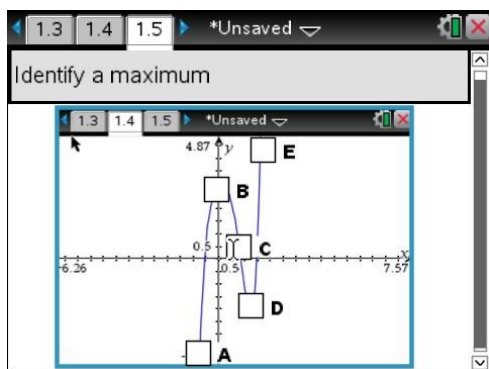 1.3 1.4 1.5 *Unsaved
Identify a maximum
1.3 1.4 1.5 *Unsaved
4.87 y
E
B
0.5 C
x
-6.26 0.5 7.57
D
A